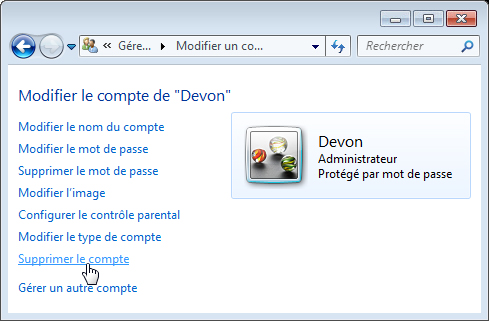 « Gére... Modifier un co... Rechercher
Modifier le compte de "Devon"
Modifier le nom du compte
Modifier le mot de passe
Supprimer le mot de passe
Modifier l'image
Configurer le contrôle parental
Modifier le type de compte
Supprimer le compte
Gérer un autre compte
Devon
Administrateur
Protégé par mot de passe